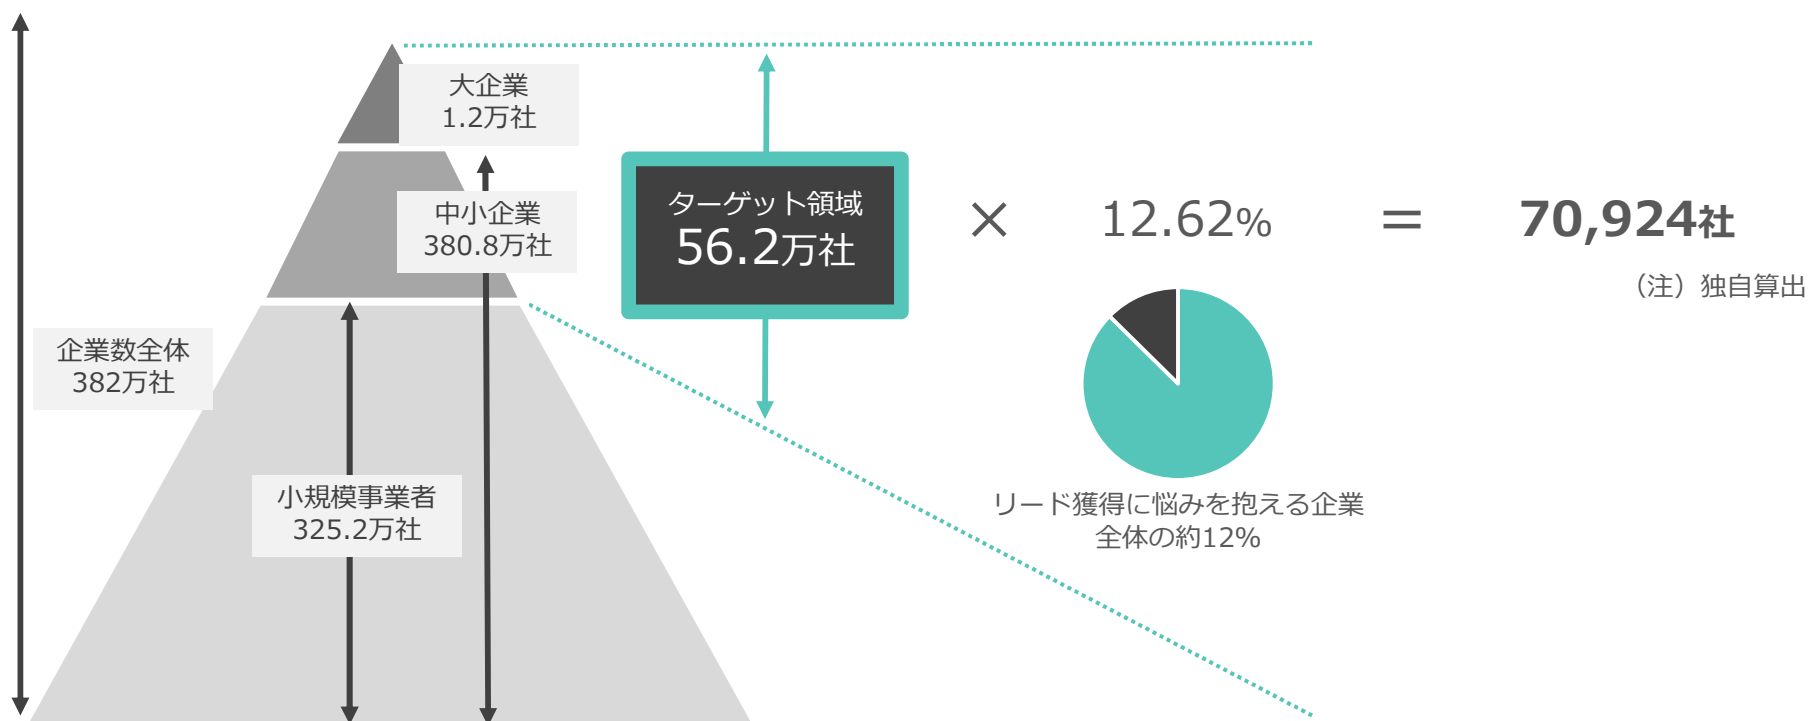 大企業
1.2万社
中小企業
380.8万社
企業数全体
382万社
小規模事業者
325.2万社
ターゲット領域
56.2万社
× 12.62% = 70,924社
（注）独自算出
リード獲得に悩みを抱える企業
全体の約12%